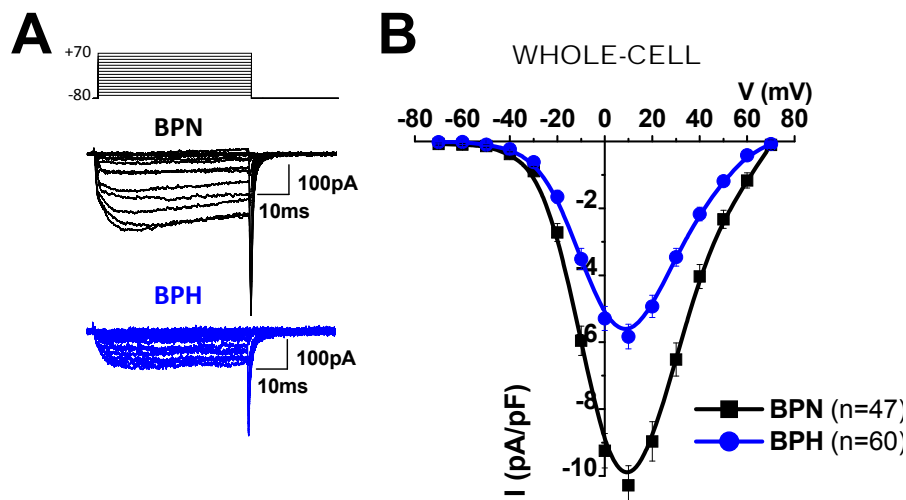 A
+70
-80
BPN
100pA
10ms
BPH
100pA
10ms
B
WHOLE-CELL
V (mV)
-80 -60 -40 -20 0 20 40 60 80
-2
-4
-6
-8
-10
I (pA/pF)
BPN (n=47)
BPH (n=60)